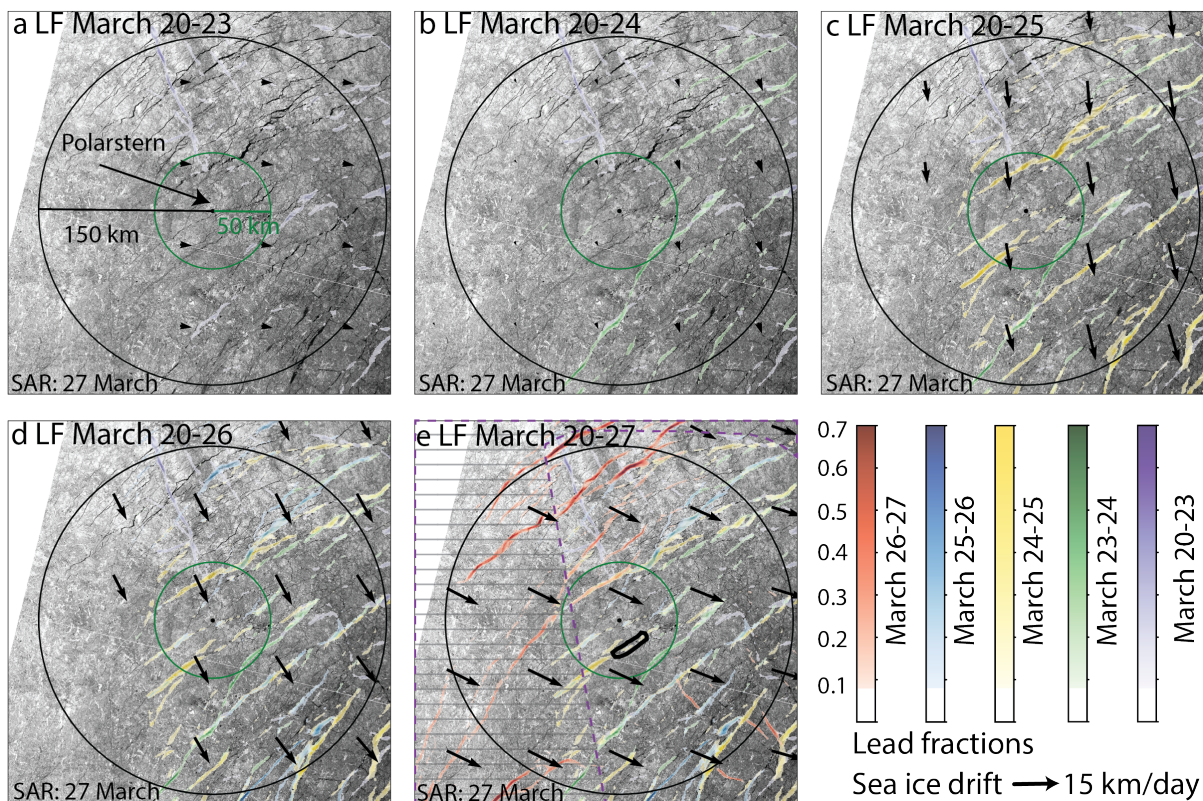 a LF March 20-23
Polarstern
50 km
150 km
SAR: 27 March
b LF March 20-24
SAR: 27 March
c LF March 20-25
SAR: 27 March
d LF March 20-26
SAR: 27 March
e LF March 20-27
SAR: 27 March
0.7
0.6
0.5
0.4
0.3
0.2
0.1
March 26-27
March 25-26
March 24-25
March 23-24
March 20-23
Lead fractions
Sea ice drift 15 km/day